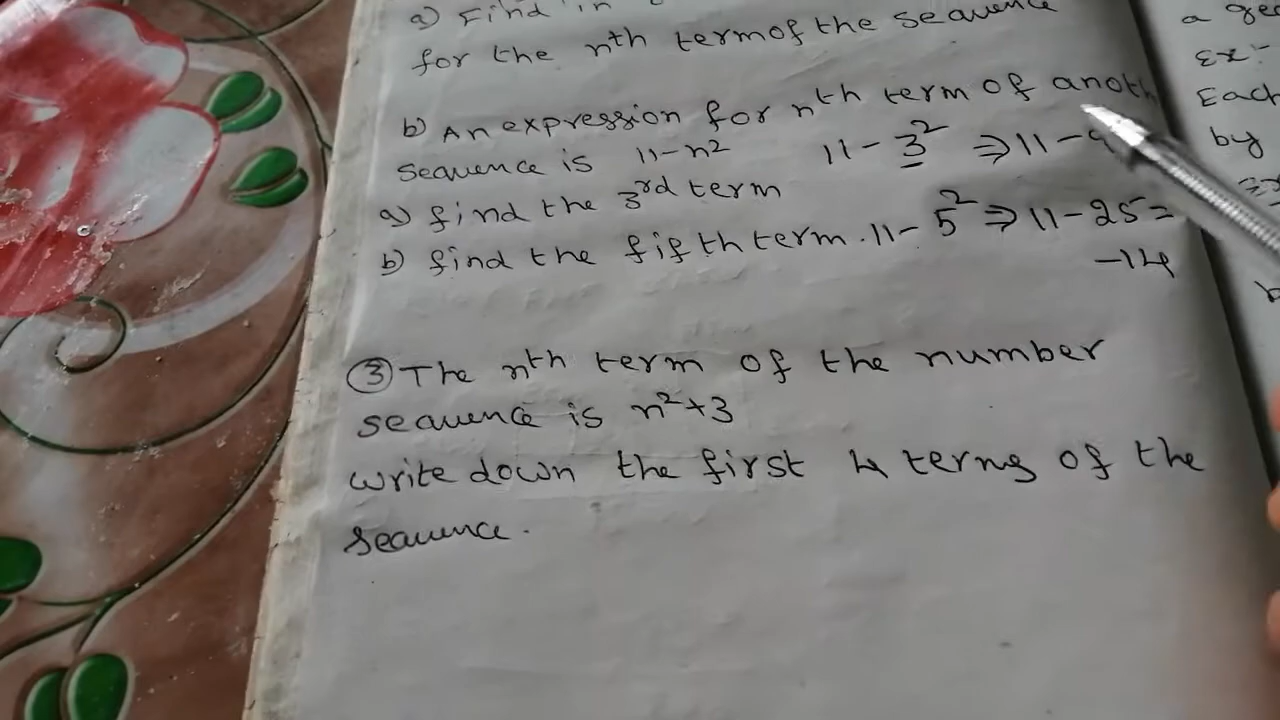 a) Find in
for the nth term of the sequence
b) An expression for nth term of anoth
sequence is 11-n² 11-3² ⇒ 11-9
a) find the 3rd term
b) find the fifth term. 11-5² ⇒ 11-25=
-14
③ The nth term of the number
sequence is n²+3
write down the first 4 terms of the
sequence.
a geo
Ex:-
Each
by